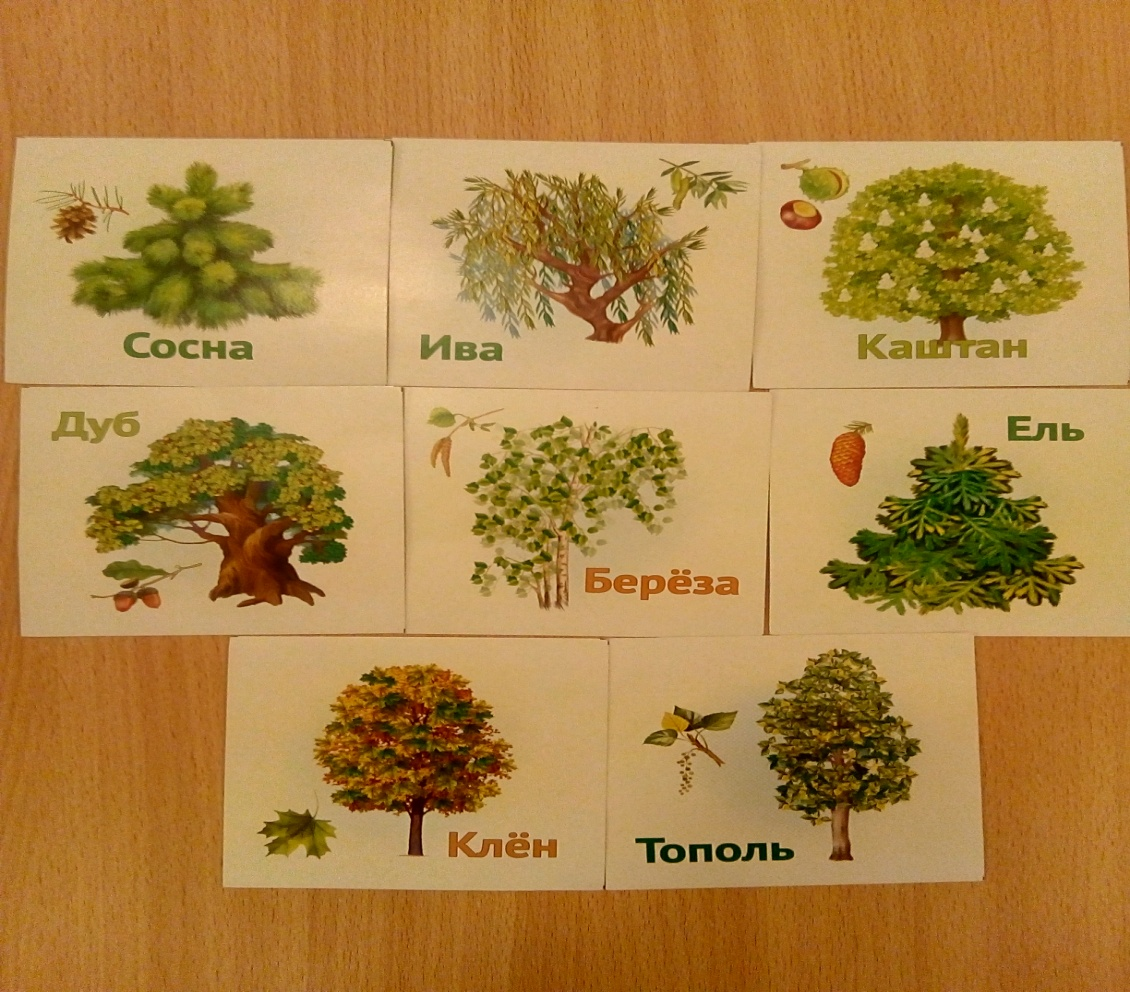 Сосна
Ива
Каштан
Дуб
Берёза
Ель
Клён
Тополь